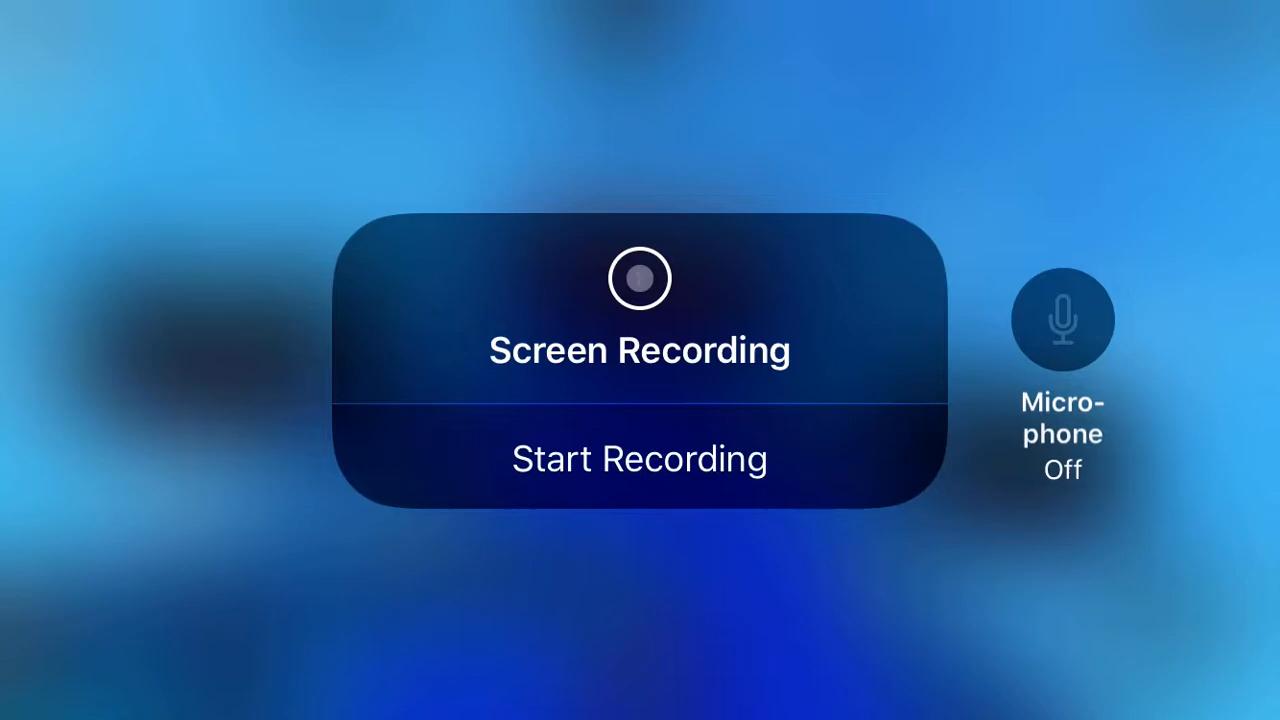 Screen Recording
Start Recording
Micro-
phone
Off